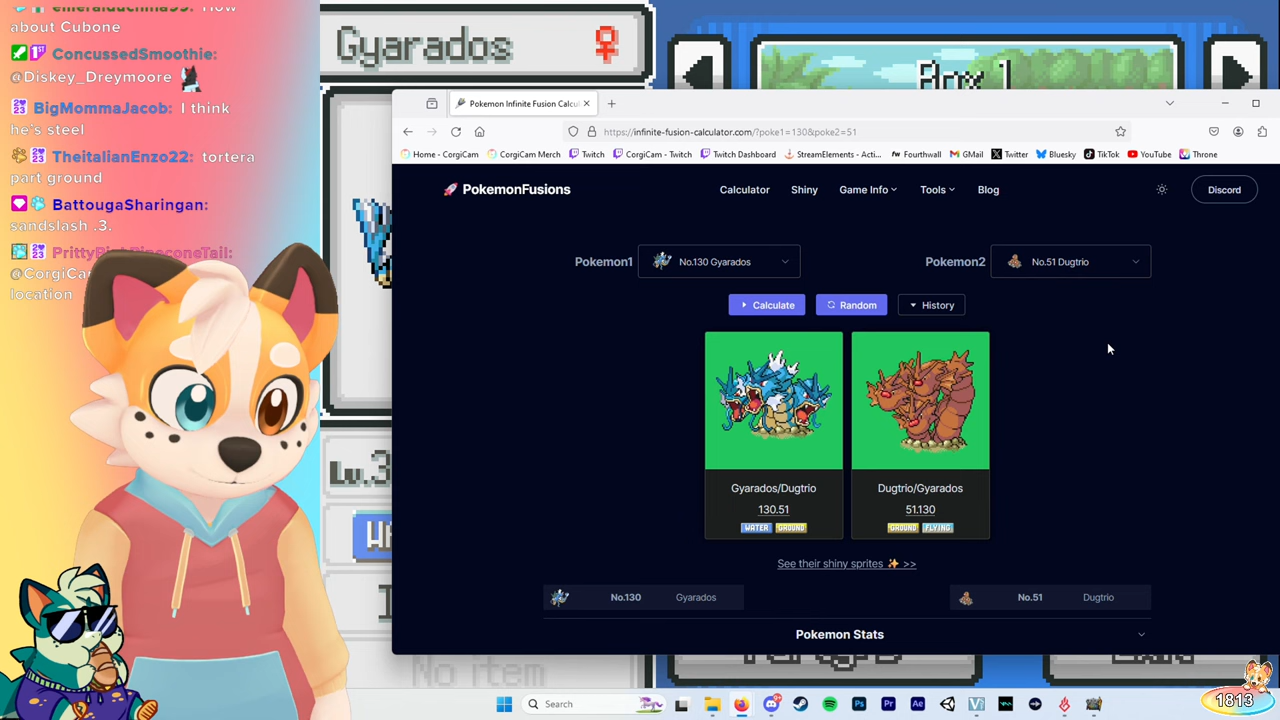 about Cubone
ConcussedSmoothie:
@Diskey_Dreymoore
BigMommaJacob: I think
he's steel
TheitalianEnzo22: tortera
part ground
BattougaSharingan:
sandslash .3.
location
Gyarados ♀
Box 1
Lv.3
No item
Pokemon Infinite Fusion Calcul
https://infinite-fusion-calculator.com/?poke1=130&poke2=51
Home - CorgiCam CorgiCam Merch Twitch CorgiCam - Twitch Twitch Dashboard StreamElements - Acti... fw Fourthwall GMail Twitter Bluesky TikTok YouTube Throne
PokemonFusions Calculator Shiny Game Info Tools Blog Discord
Pokemon1 No.130 Gyarados Pokemon2 No.51 Dugtrio
Calculate Random History
Gyarados/Dugtrio Dugtrio/Gyarados
130.51 51.130
WATER GROUND GROUND FLYING
See their shiny sprites ✨ >>
No.130 Gyarados No.51 Dugtrio
Pokemon Stats
Search
1813